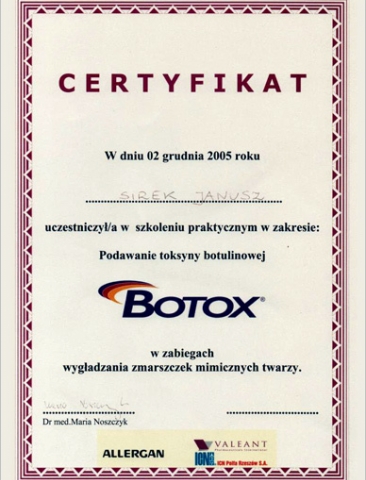 CERTYFIKAT
W dniu 02 grudnia 2005 roku
SIREK JANUSZ
uczestniczył/a w szkoleniu praktycznym w zakresie:
Podawanie toksyny botulinowej
BOTOX®
w zabiegach
wygładzania zmarszczek mimicznych twarzy.
Dr med.Maria Noszczyk
ALLERGAN
VALEANT
ICN
ICN Polfa Rzeszów S.A.